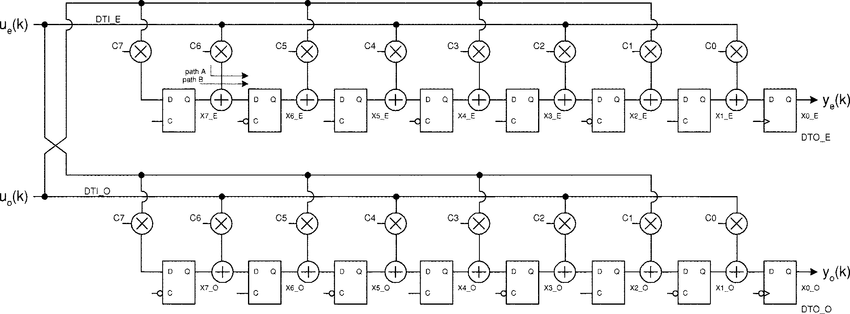 u_e(k) DTI_E
C7 C6 C5 C4 C3 C2 C1 C0
path A
path B
D Q D Q D Q D Q D Q D Q D Q D Q y_e(k)
C X7_E C X6_E C X5_E C X4_E C X3_E C X2_E C X1_E X0_E
DTO_E
u_o(k) DTI_O
C7 C6 C5 C4 C3 C2 C1 C0
D Q D Q D Q D Q D Q D Q D Q D Q y_o(k)
C X7_O C X6_O C X5_O C X4_O C X3_O C X2_O C X1_O X0_O
DTO_O